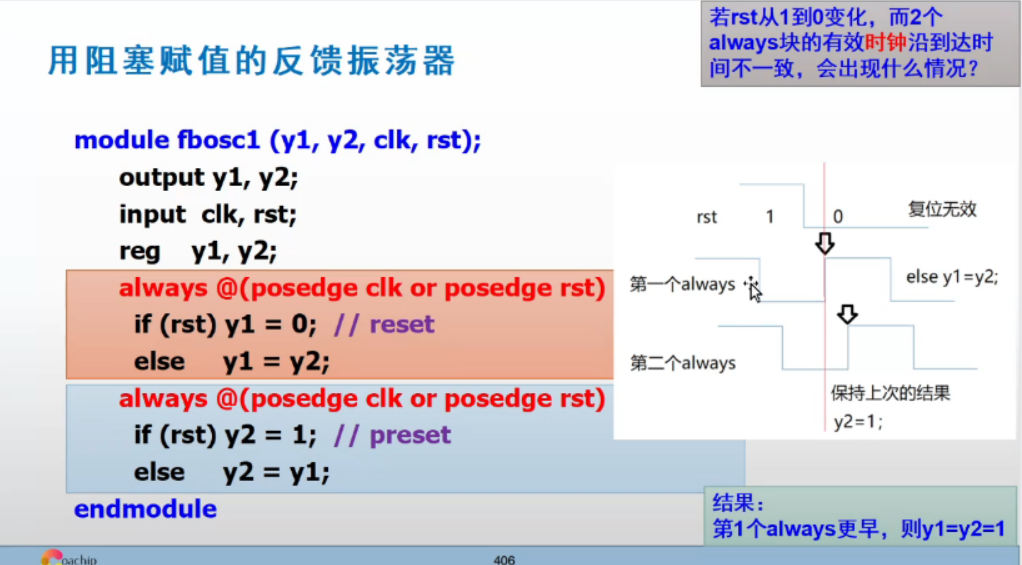 若rst从1到0变化，而2个
always块的有效时钟沿到达时
间不一致，会出现什么情况？
用阻塞赋值的反馈振荡器
module fbosc1 (y1, y2, clk, rst);
output y1, y2;
input clk, rst;
reg y1, y2;
always @(posedge clk or posedge rst)
if (rst) y1 = 0; // reset
else y1 = y2;
always @(posedge clk or posedge rst)
if (rst) y2 = 1; // preset
else y2 = y1;
endmodule
rst 1 0 复位无效
第一个always else y1=y2;
第二个always
保持上次的结果
y2=1;
结果：
第1个always更早，则y1=y2=1
oachip
406